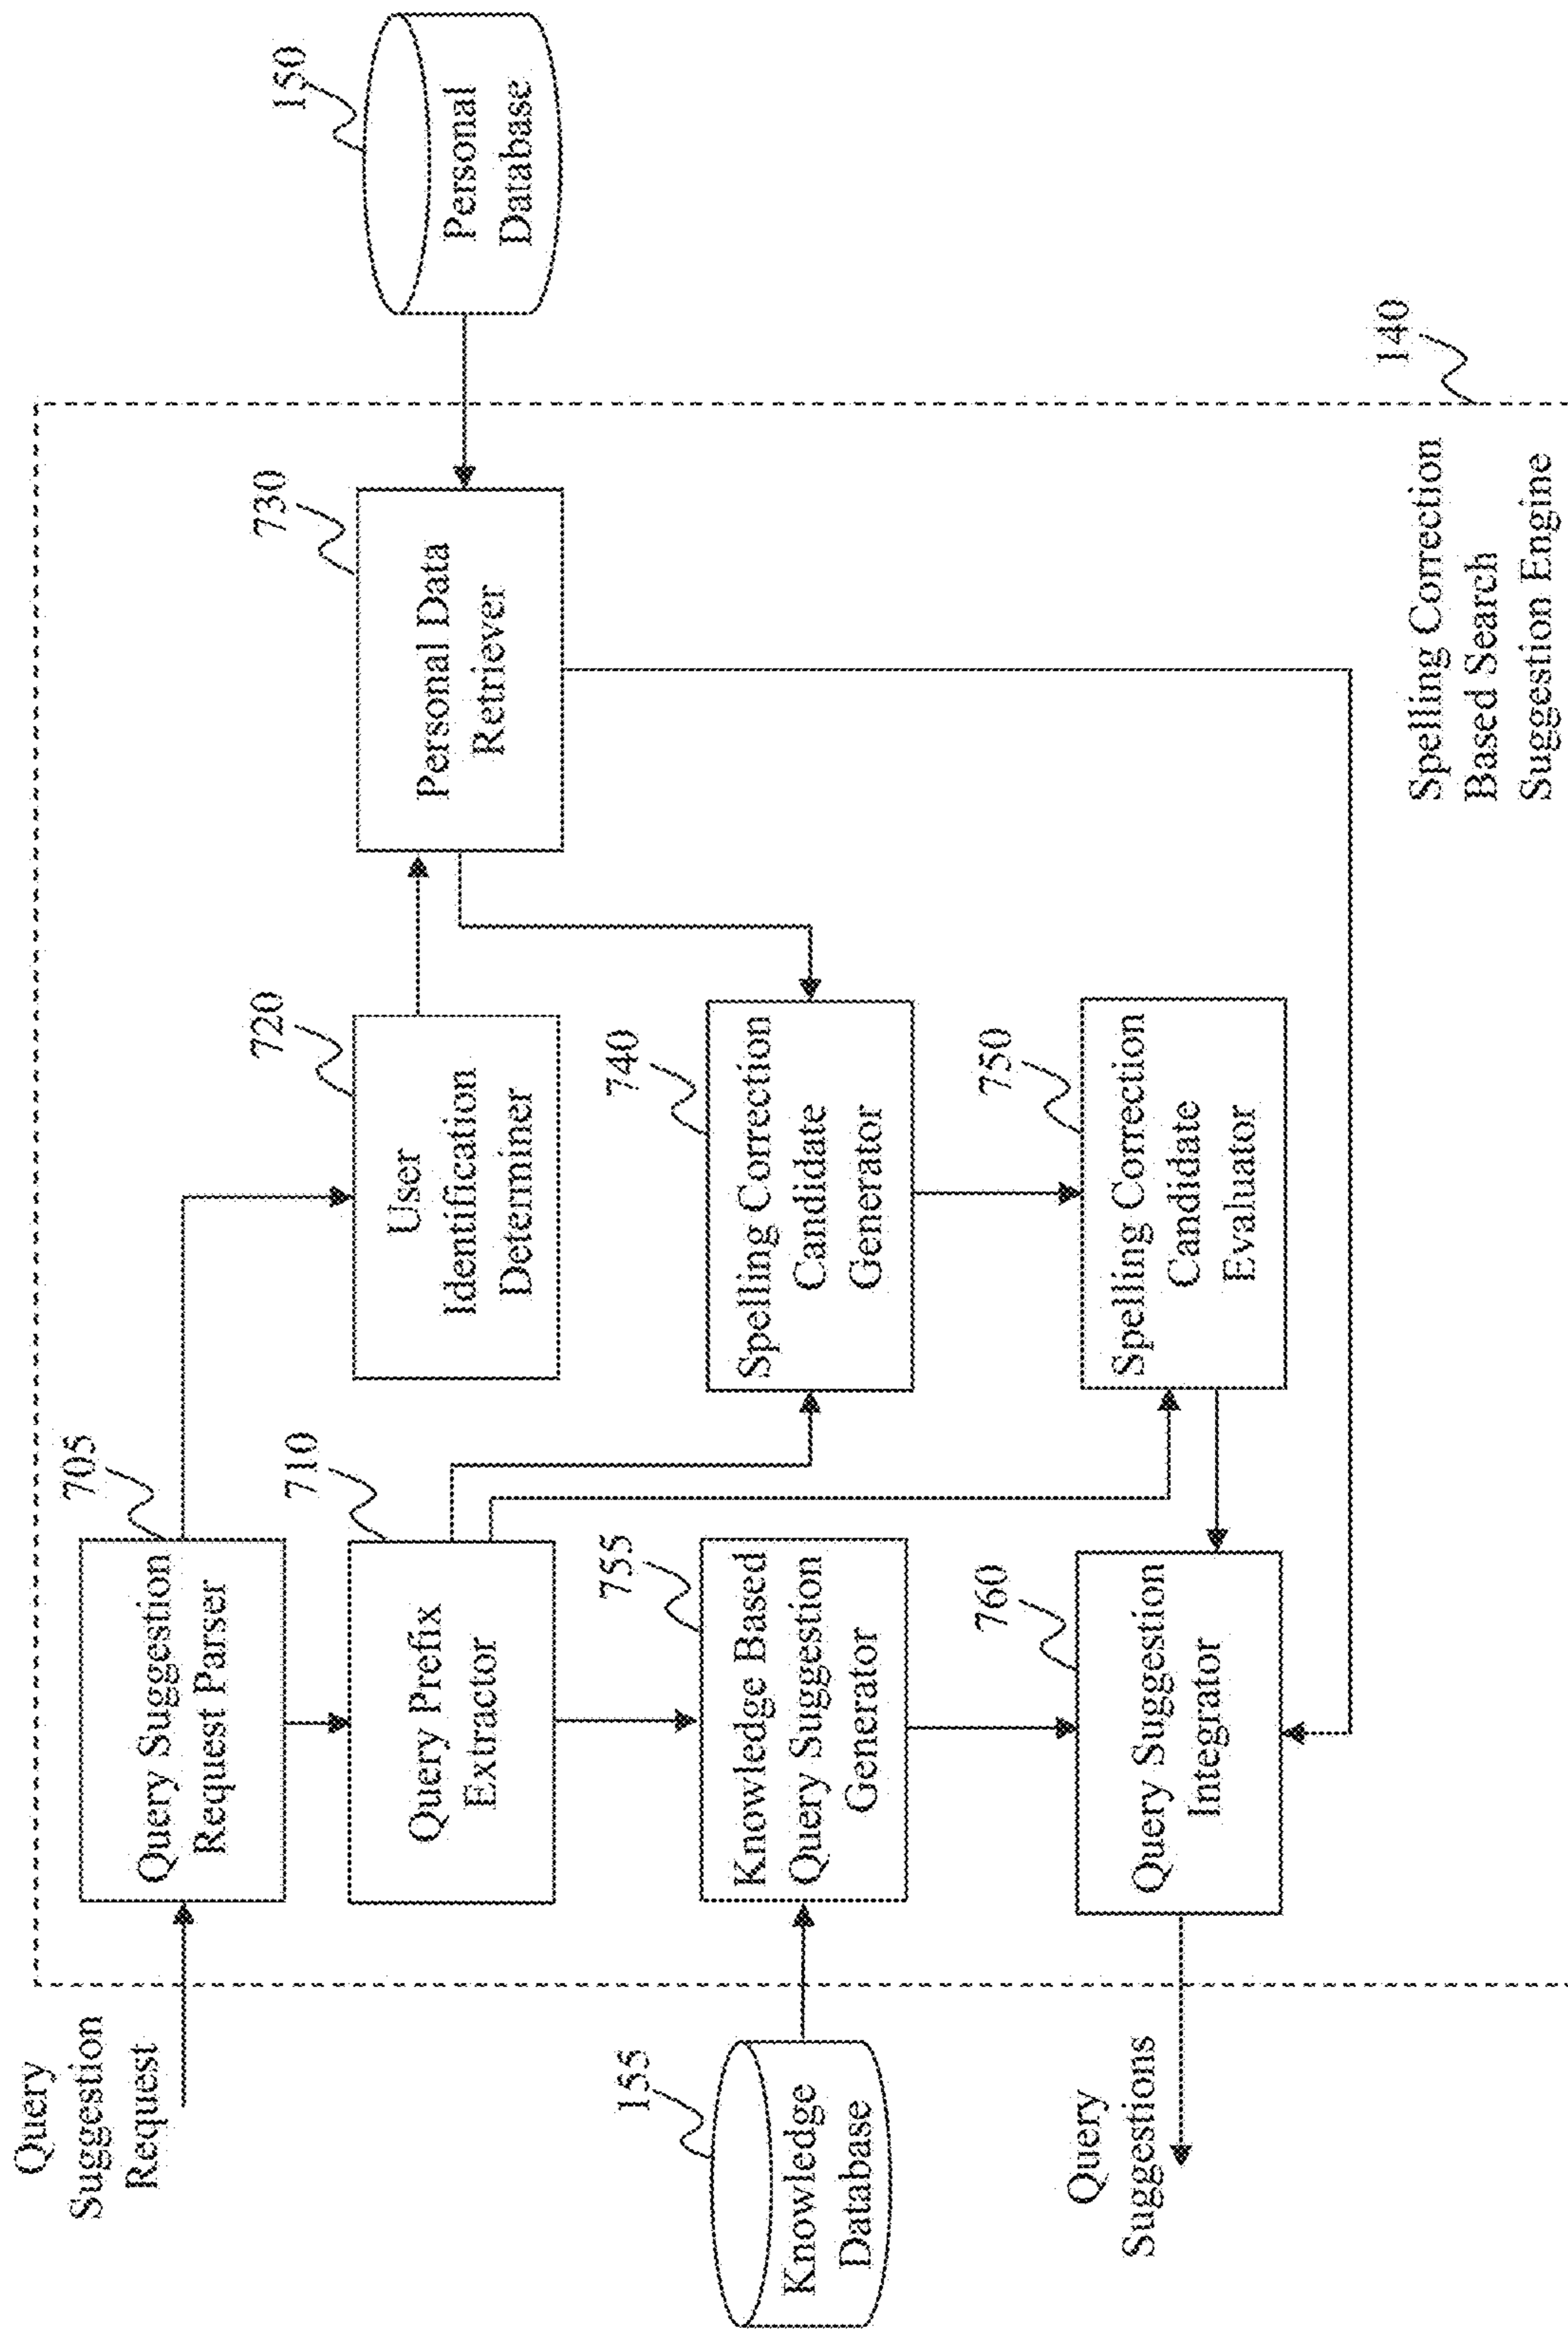 Query
Suggestion
Request
705
Query Suggestion
Request Parser
710
Query Prefix
Extractor
720
User
Identification
Determiner
730
Personal Data
Retriever
150
Personal
Database
155
Knowledge
Database
755
Knowledge Based
Query Suggestion
Generator
740
Spelling Correction
Candidate
Generator
750
Spelling Correction
Candidate
Evaluator
760
Query Suggestion
Integrator
Query
Suggestions
140
Spelling Correction
Based Search
Suggestion Engine